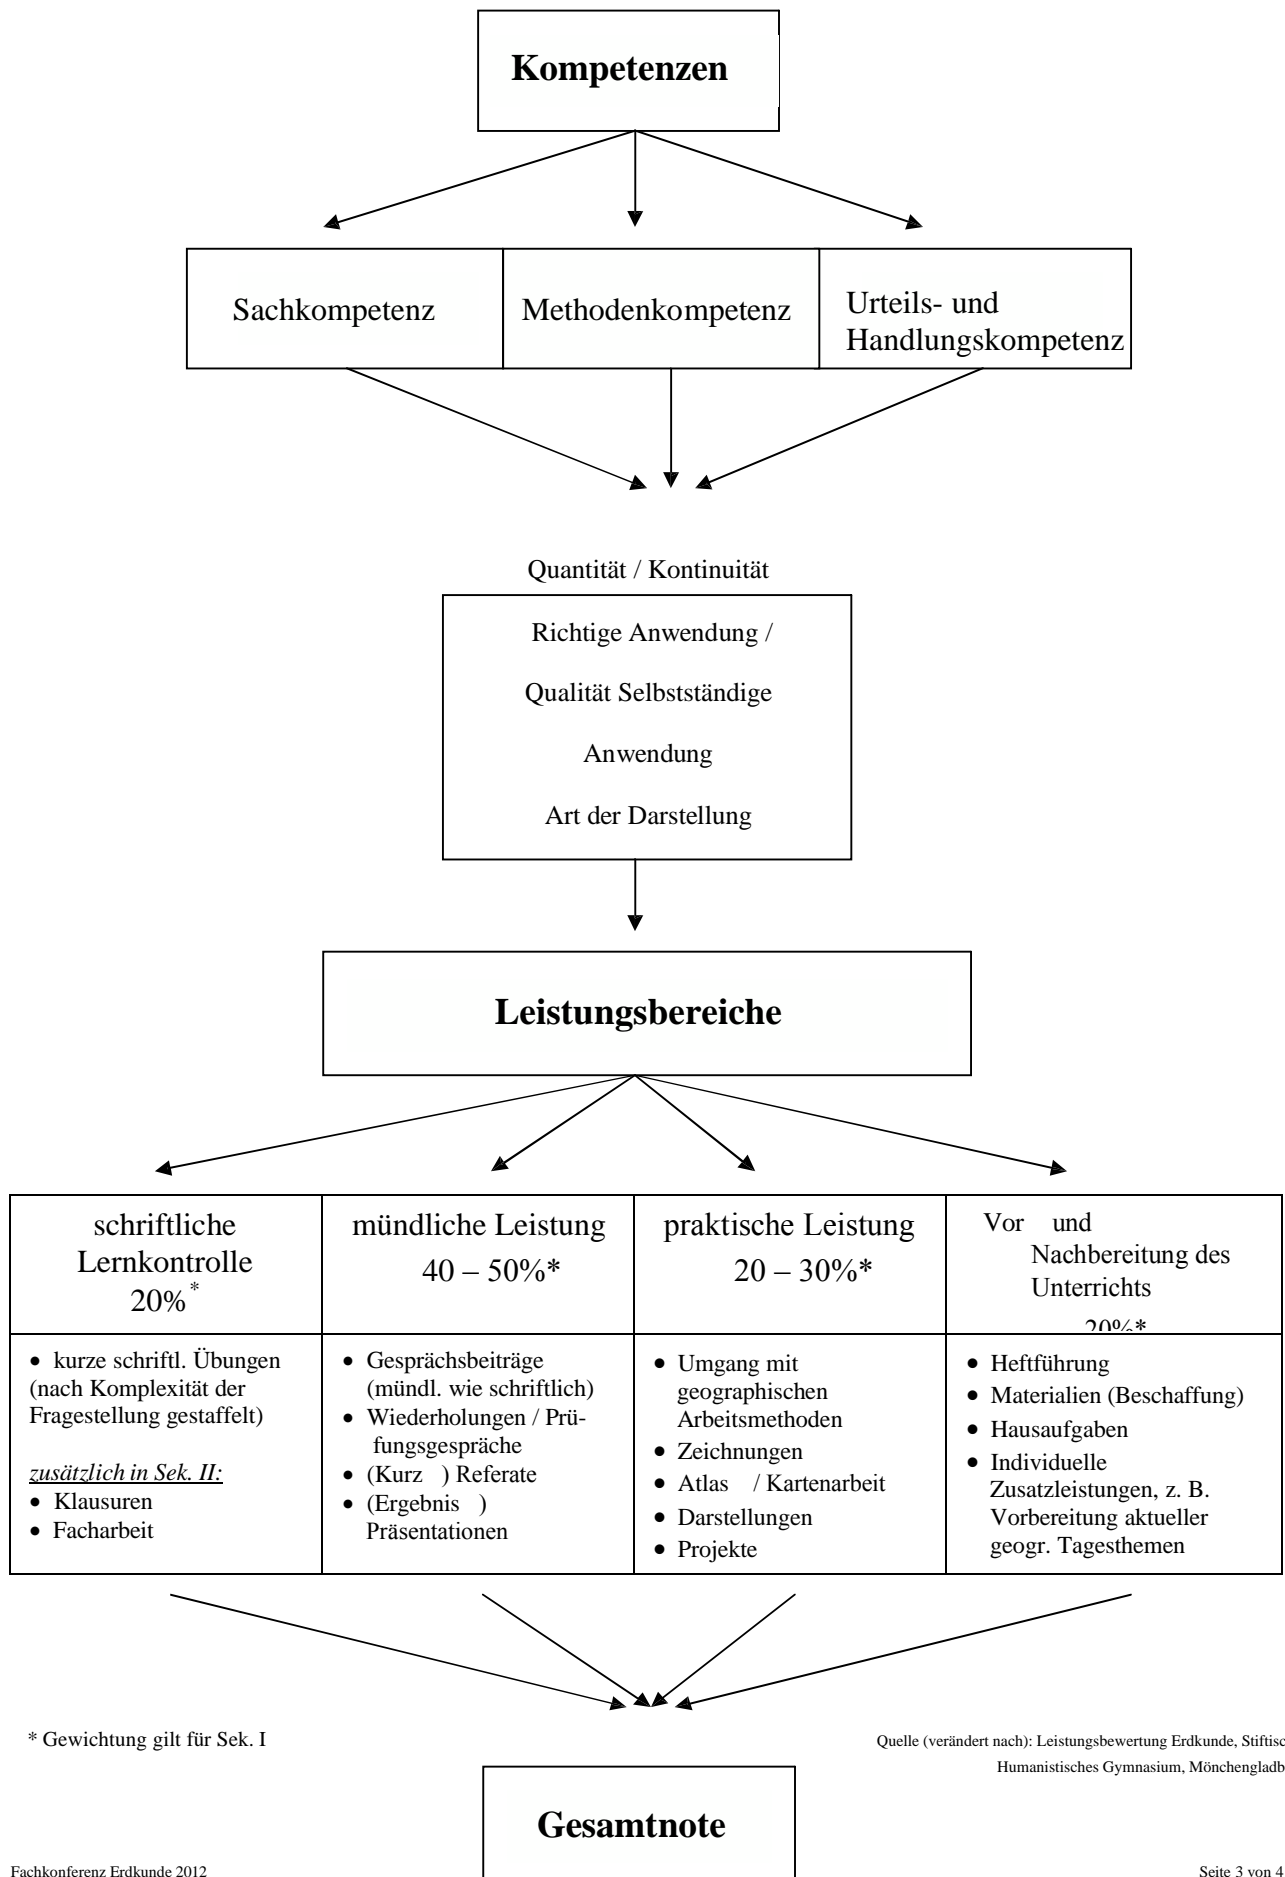 Kompetenzen
Sachkompetenz
Methodenkompetenz
Urteils- und
Handlungskompetenz
Quantität / Kontinuität
Richtige Anwendung /
Qualität Selbstständige
Anwendung
Art der Darstellung
Leistungsbereiche
schriftliche
Lernkontrolle
20%*
mündliche Leistung
40 – 50%*
praktische Leistung
20 – 30%*
Vor und
Nachbereitung des
Unterrichts
20%*
• kurze schriftl. Übungen
(nach Komplexität der
Fragestellung gestaffelt)
zusätzlich in Sek. II:
• Klausuren
• Facharbeit
• Gesprächsbeiträge
(mündl. wie schriftlich)
• Wiederholungen / Prü-
fungsgespräche
• (Kurz ) Referate
• (Ergebnis )
Präsentationen
• Umgang mit
geographischen
Arbeitsmethoden
• Zeichnungen
• Atlas / Kartenarbeit
• Darstellungen
• Projekte
• Heftführung
• Materialien (Beschaffung)
• Hausaufgaben
• Individuelle
Zusatzleistungen, z. B.
Vorbereitung aktueller
geogr. Tagesthemen
* Gewichtung gilt für Sek. I
Quelle (verändert nach): Leistungsbewertung Erdkunde, Stiftisc
Humanistisches Gymnasium, Mönchengladb
Gesamtnote
Fachkonferenz Erdkunde 2012
Seite 3 von 4